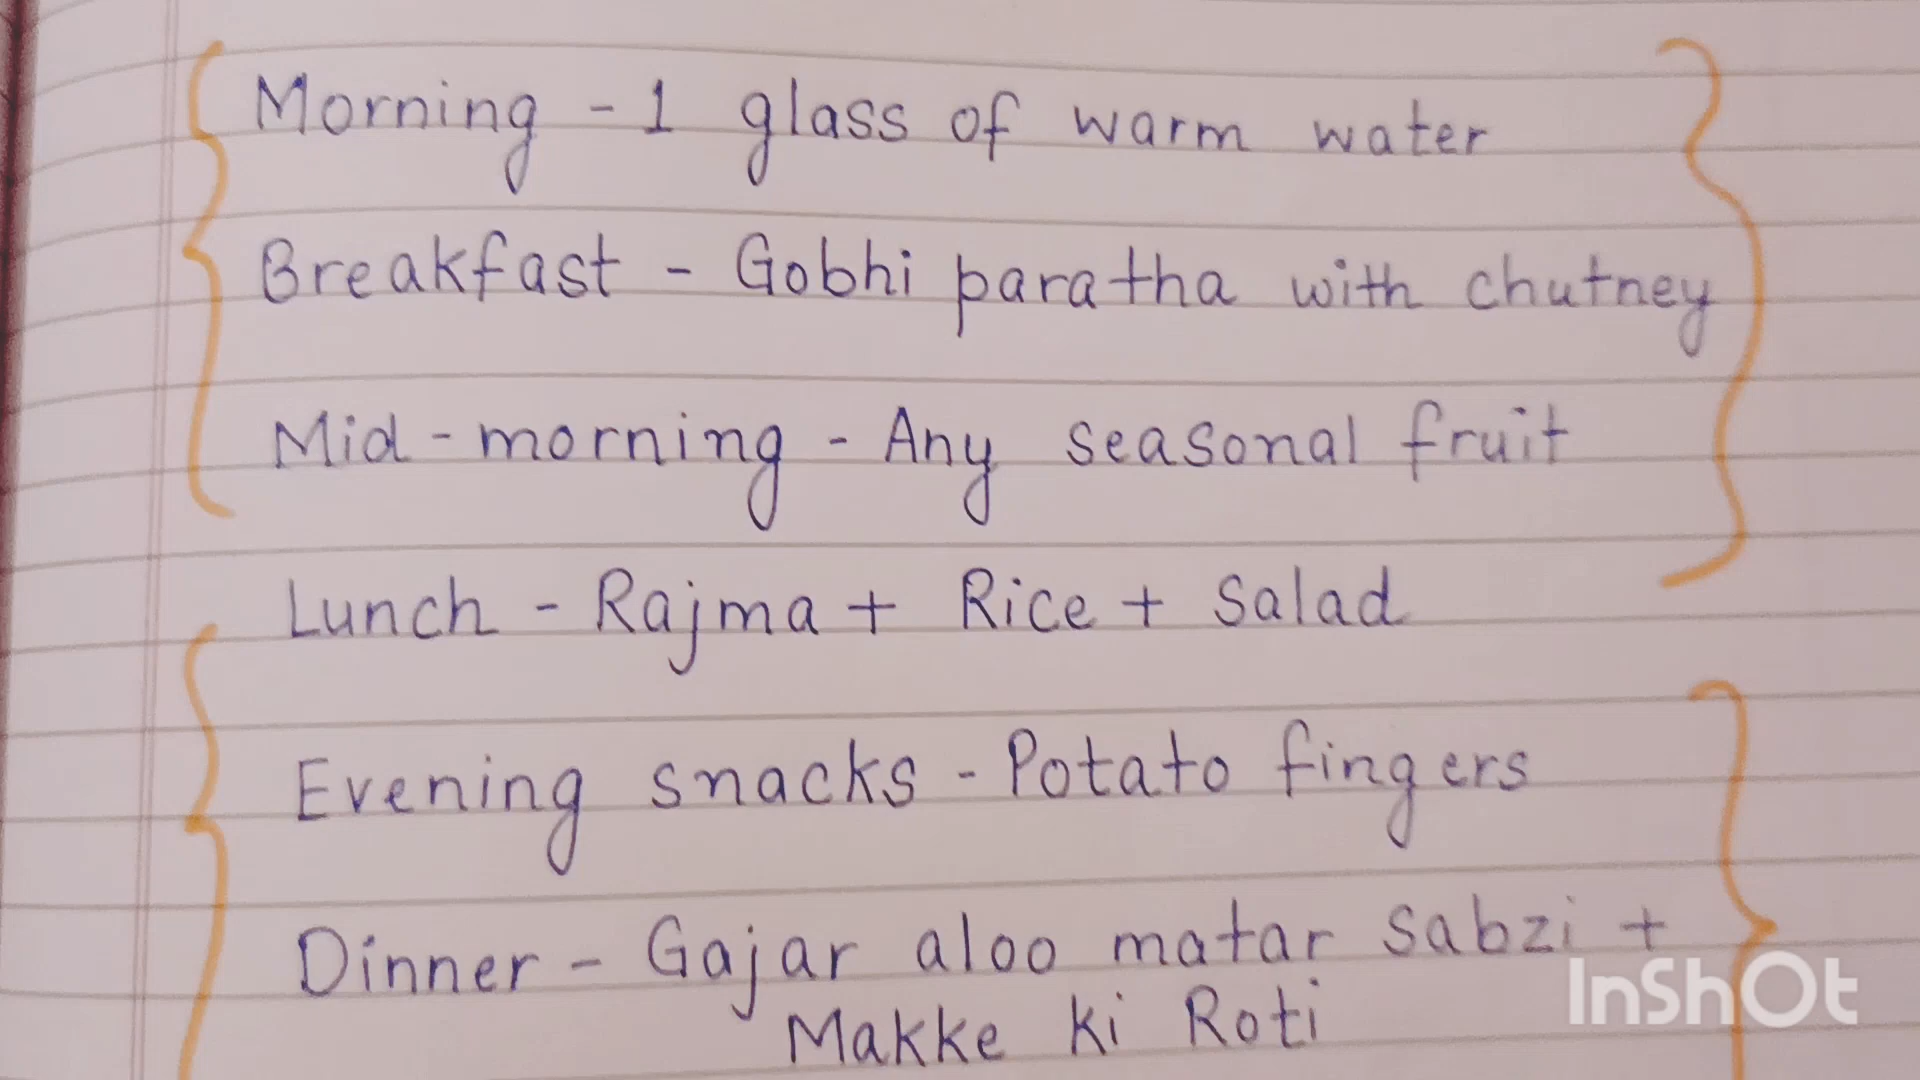 Morning - 1 glass of warm water
Breakfast - Gobhi paratha with chutney
Mid-morning - Any seasonal fruit
Lunch - Rajma + Rice + Salad
Evening snacks - Potato fingers
Dinner - Gajar aloo matar sabzi +
Makke ki Roti
InShOt